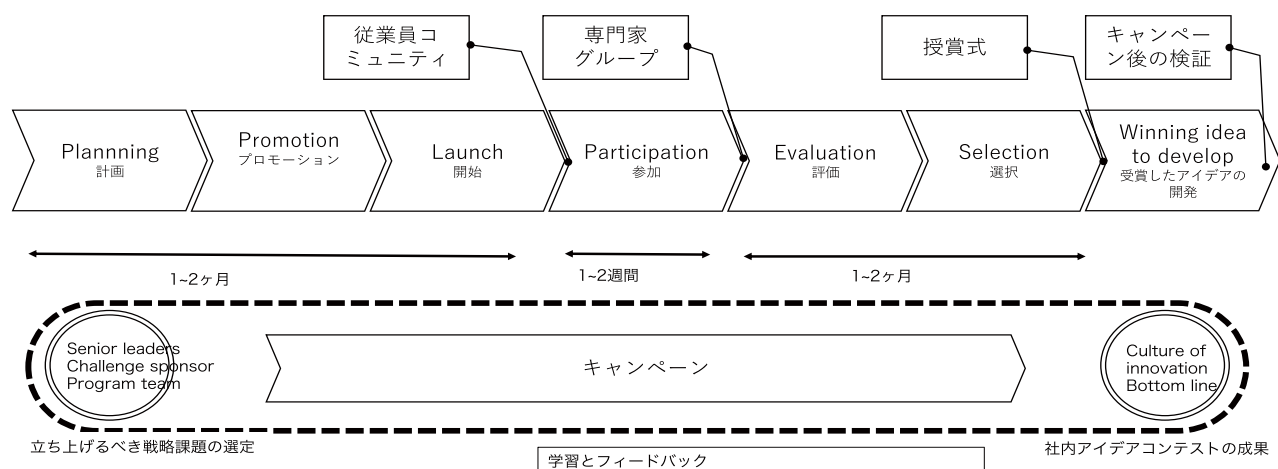 従業員コ
ミュニティ
専門家
グループ
授賞式
キャンペー
ン後の検証
Plannning
計画
Promotion
プロモーション
Launch
開始
Participation
参加
Evaluation
評価
Selection
選択
Winning idea
to develop
受賞したアイデアの
開発
1~2ヶ月
1~2週間
1~2ヶ月
Senior leaders
Challenge sponsor
Program team
キャンペーン
Culture of
innovation
Bottom line
立ち上げるべき戦略課題の選定
社内アイデアコンテストの成果
学習とフィードバック